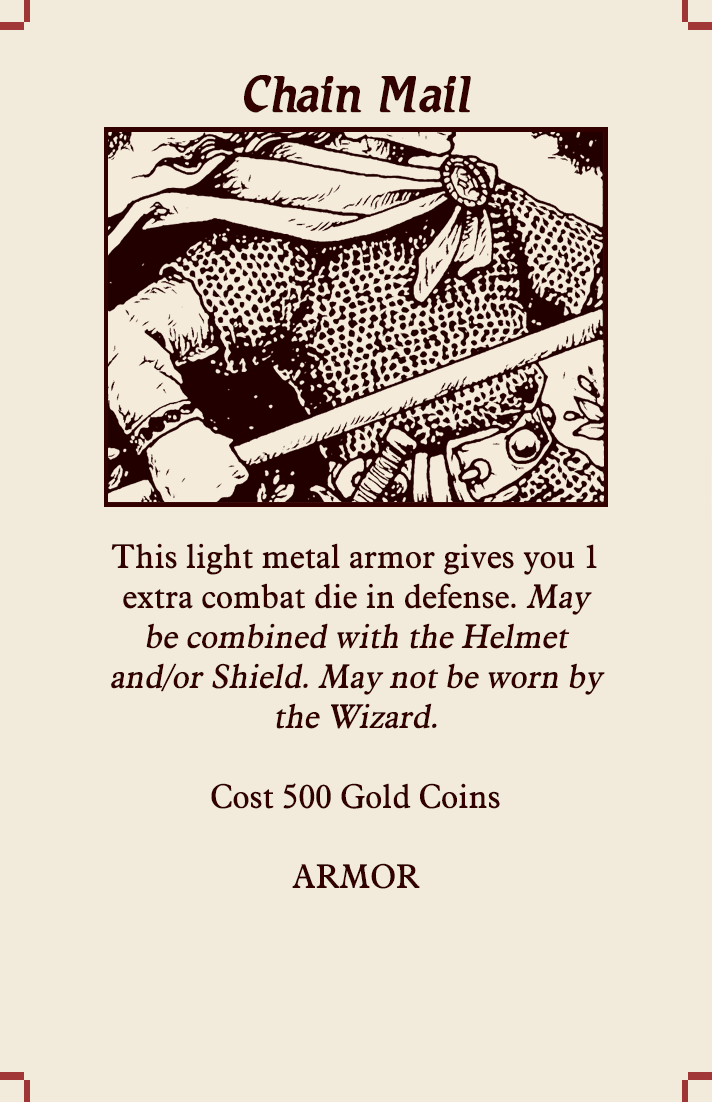 Chain Mail
This light metal armor gives you 1
extra combat die in defense. May
be combined with the Helmet
and/or Shield. May not be worn by
the Wizard.
Cost 500 Gold Coins
ARMOR